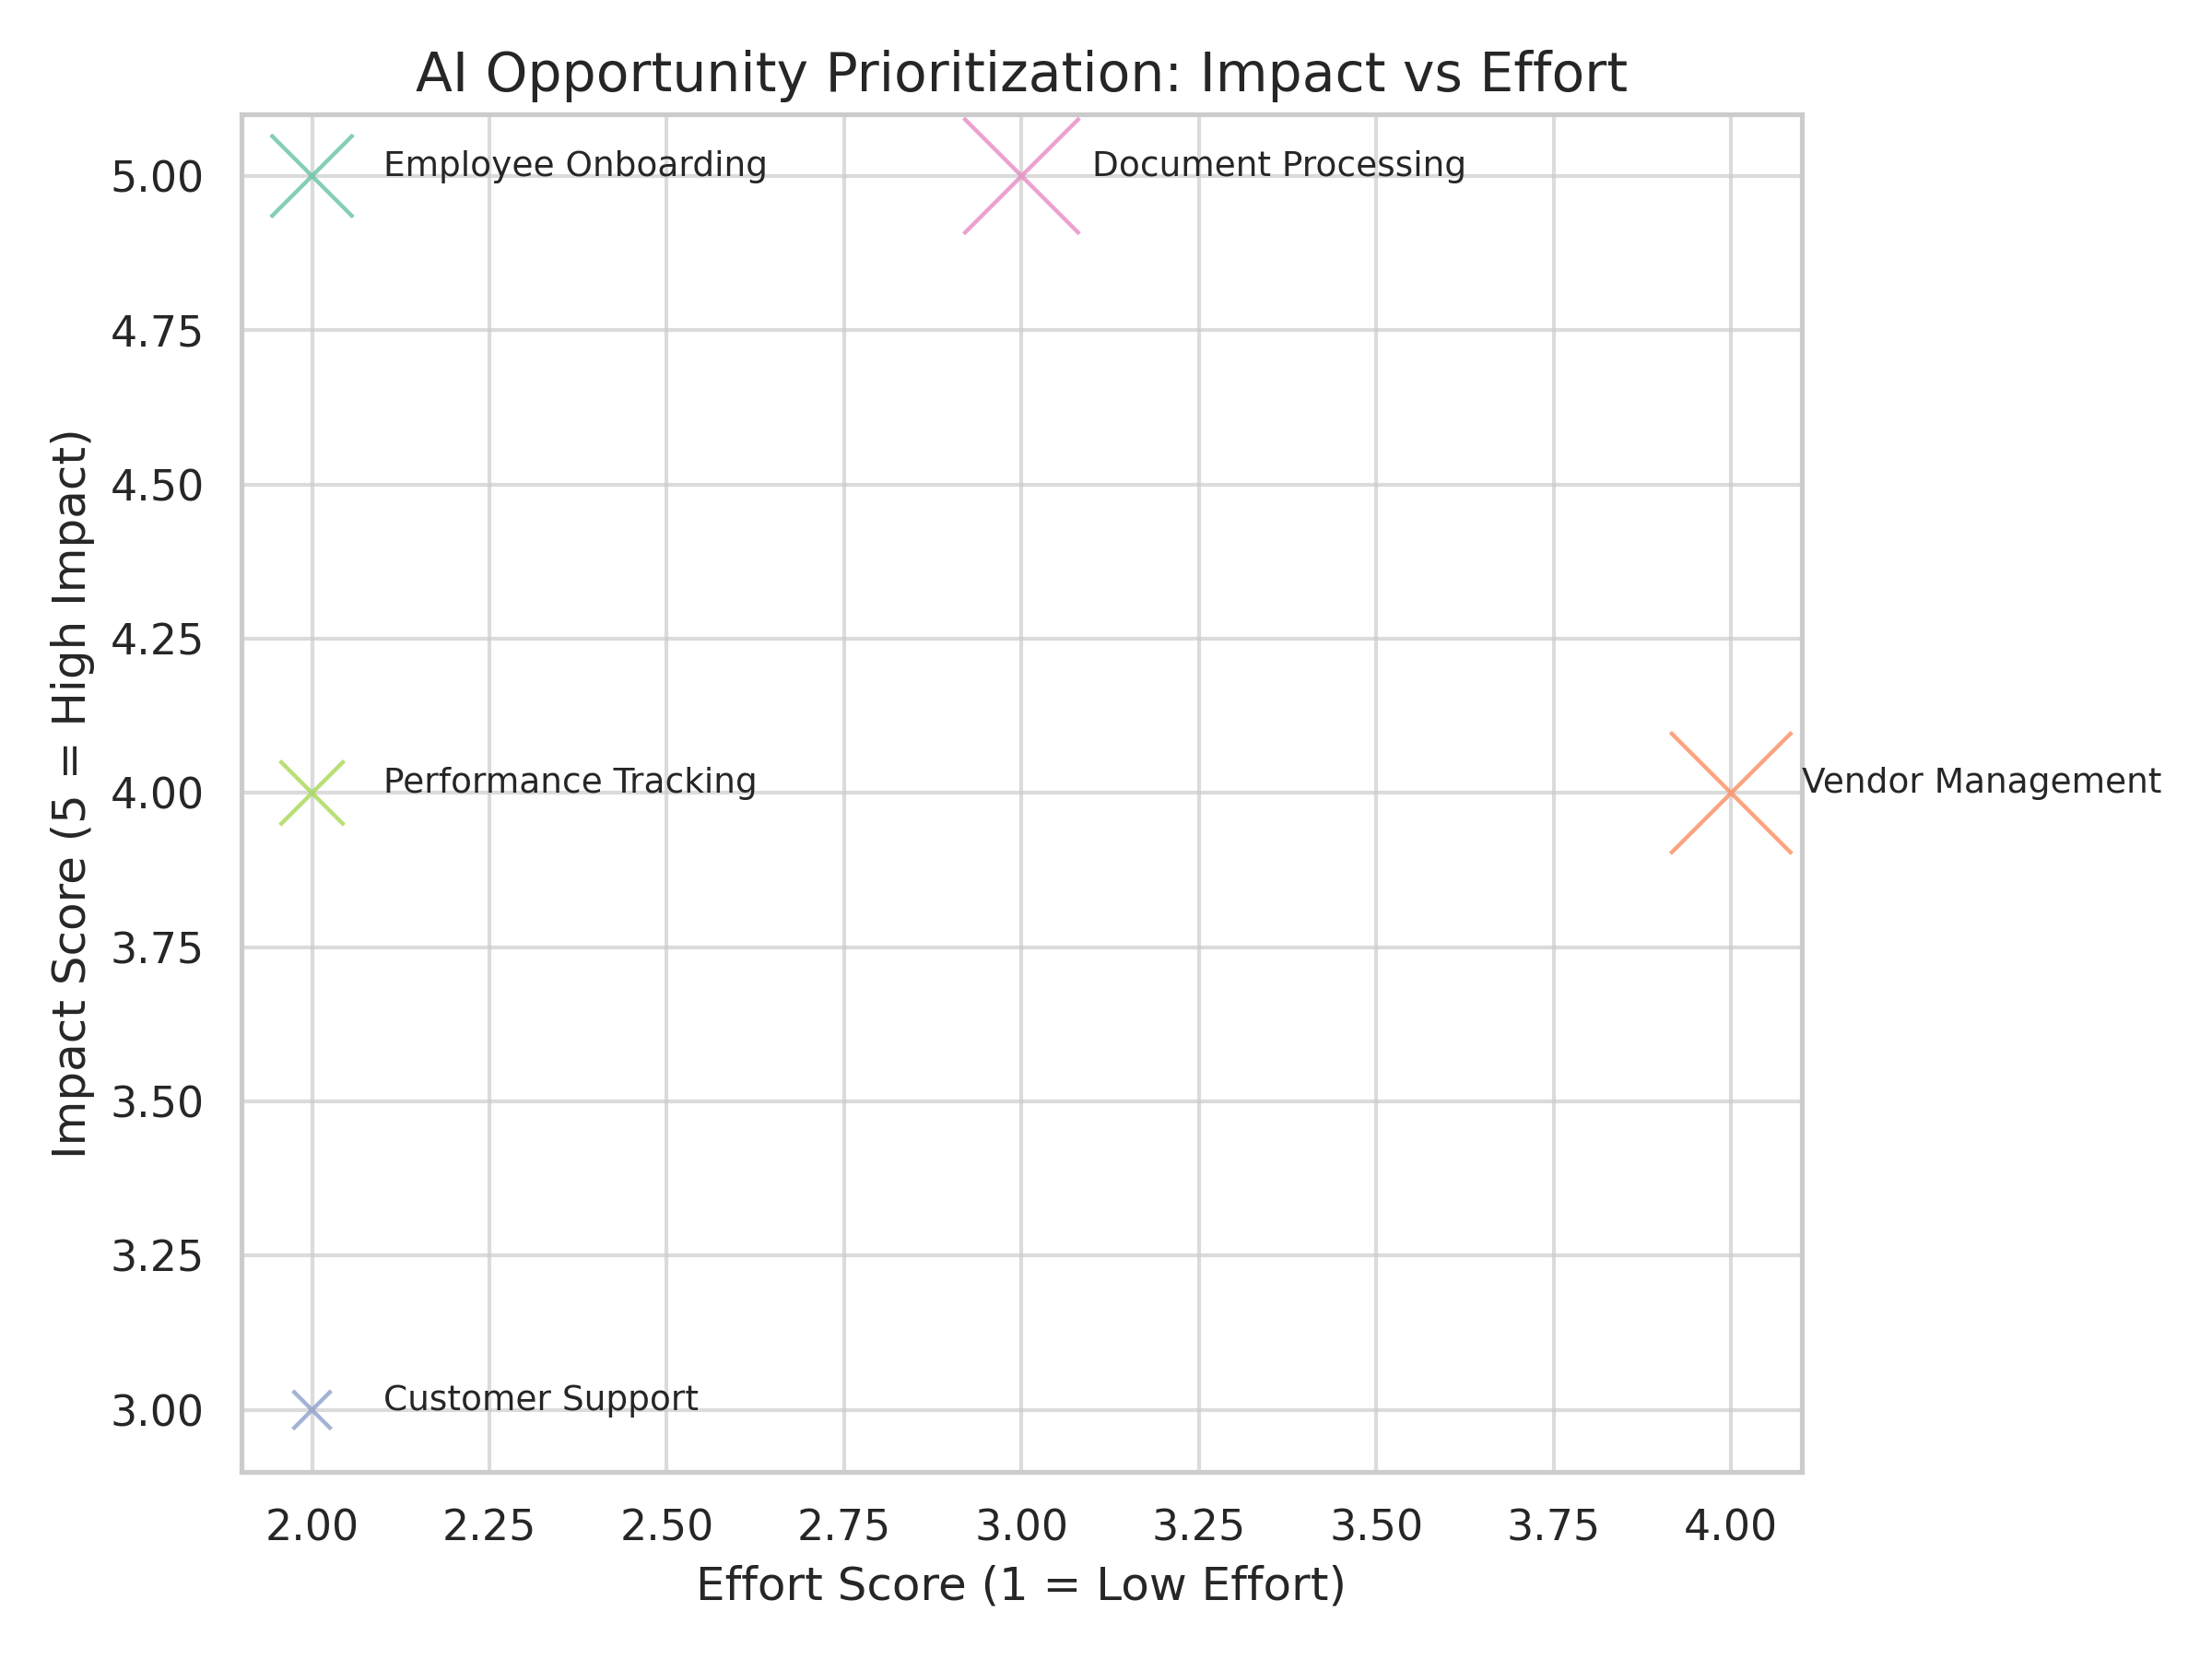 AI Opportunity Prioritization: Impact vs Effort
Impact Score (5 = High Impact)
5.00
4.75
4.50
4.25
4.00
3.75
3.50
3.25
3.00
Employee Onboarding
Document Processing
Performance Tracking
Vendor Management
Customer Support
2.00 2.25 2.50 2.75 3.00 3.25 3.50 3.75 4.00
Effort Score (1 = Low Effort)